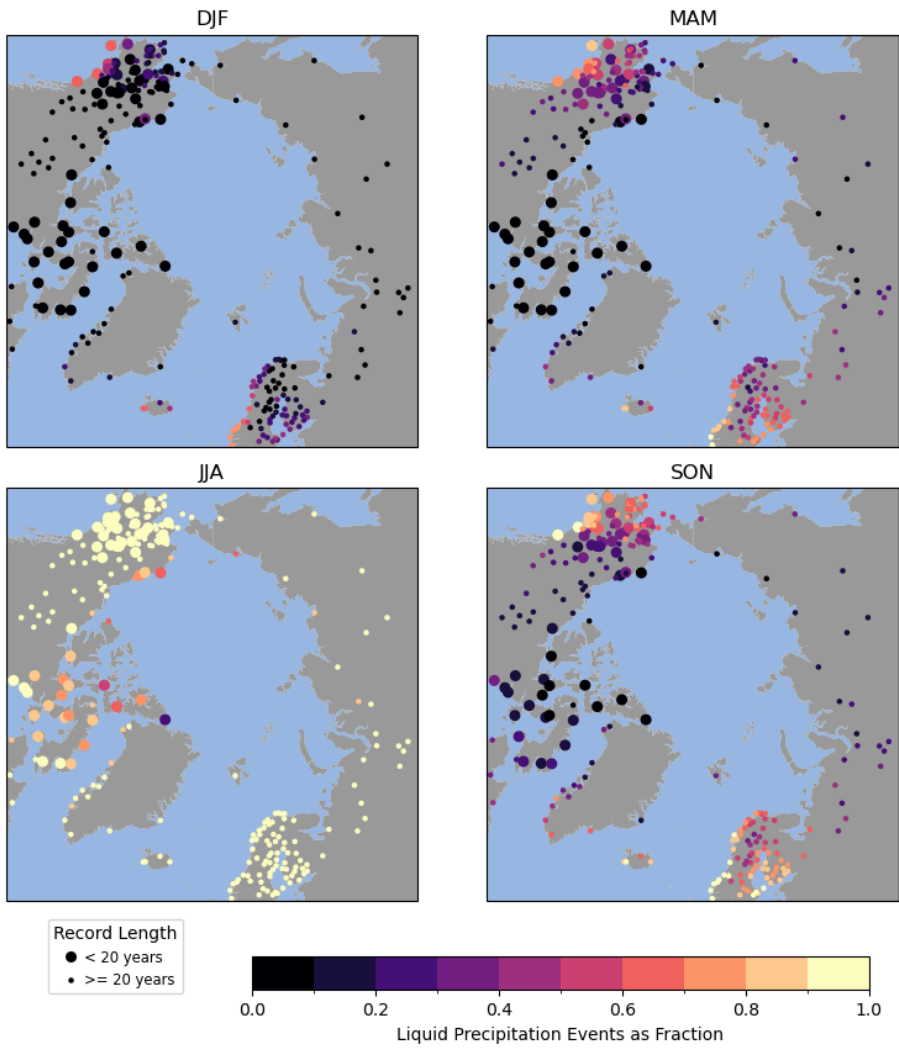 DJF
MAM
JJA
SON
Record Length
< 20 years
>= 20 years
0.0 0.2 0.4 0.6 0.8 1.0
Liquid Precipitation Events as Fraction